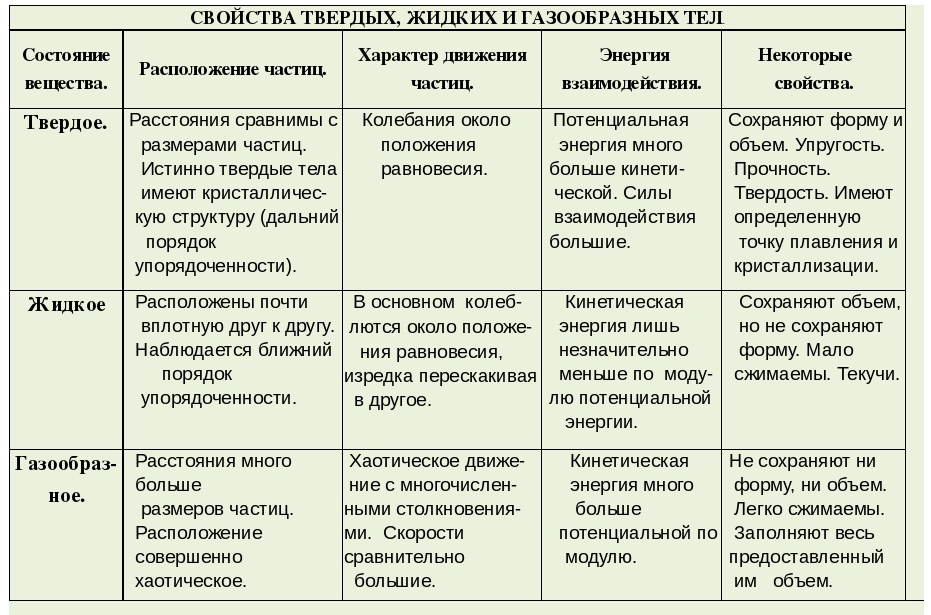 СВОЙСТВА ТВЕРДЫХ, ЖИДКИХ И ГАЗООБРАЗНЫХ ТЕЛ
Состояние
вещества.
Расположение частиц.
Характер движения
частиц.
Энергия
взаимодействия.
Некоторые
свойства.
Твердое.
Расстояния сравнимы с
размерами частиц.
Истинно твердые тела
имеют кристалличес-
кую структуру (дальний
порядок
упорядоченности).
Колебания около
положения
равновесия.
Потенциальная
энергия много
больше кинети-
ческой. Силы
взаимодействия
большие.
Сохраняют форму и
объем. Упругость.
Прочность.
Твердость. Имеют
определенную
точку плавления и
кристаллизации.
Жидкое
Расположены почти
вплотную друг к другу.
Наблюдается ближний
порядок
упорядоченности.
В основном колеб-
лются около положе-
ния равновесия,
изредка перескакивая
в другое.
Кинетическая
энергия лишь
незначительно
меньше по моду-
лю потенциальной
энергии.
Сохраняют объем,
но не сохраняют
форму. Мало
сжимаемы. Текучи.
Газообраз-
ное.
Расстояния много
больше
размеров частиц.
Расположение
совершенно
хаотическое.
Хаотическое движе-
ние с многочислен-
ными столкновения-
ми. Скорости
сравнительно
большие.
Кинетическая
энергия много
больше
потенциальной по
модулю.
Не сохраняют ни
форму, ни объем.
Легко сжимаемы.
Заполняют весь
предоставленный
им объем.